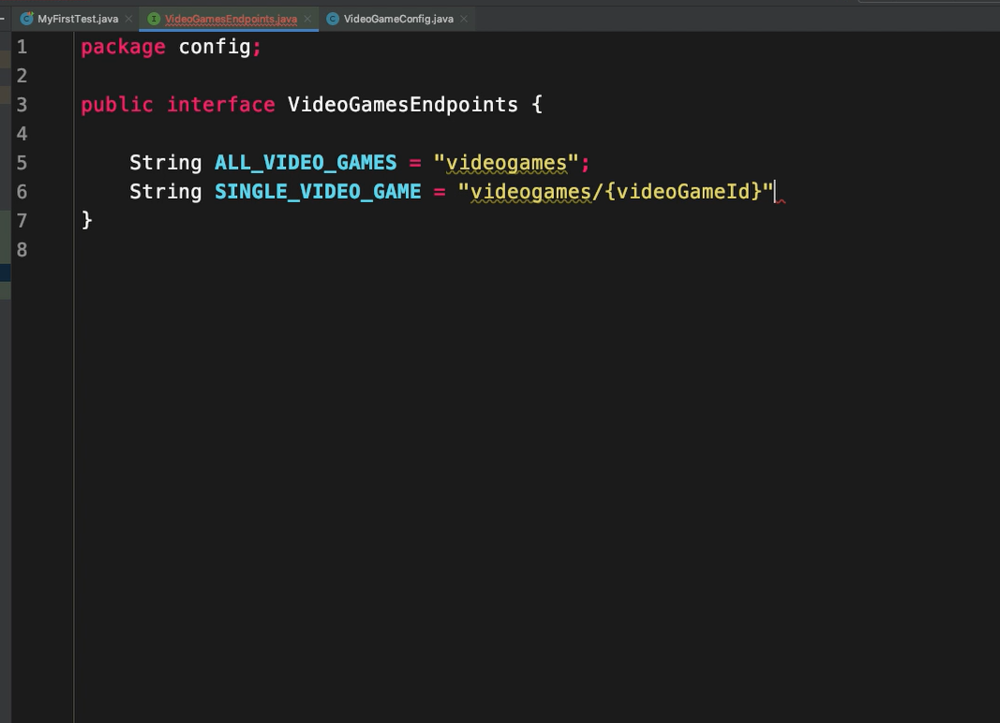 MyFirstTest.java VideoGamesEndpoints.java VideoGameConfig.java
1 package config;
2
3 public interface VideoGamesEndpoints {
4
5 String ALL_VIDEO_GAMES = "videogames";
6 String SINGLE_VIDEO_GAME = "videogames/{videoGameId}"
7 }
8